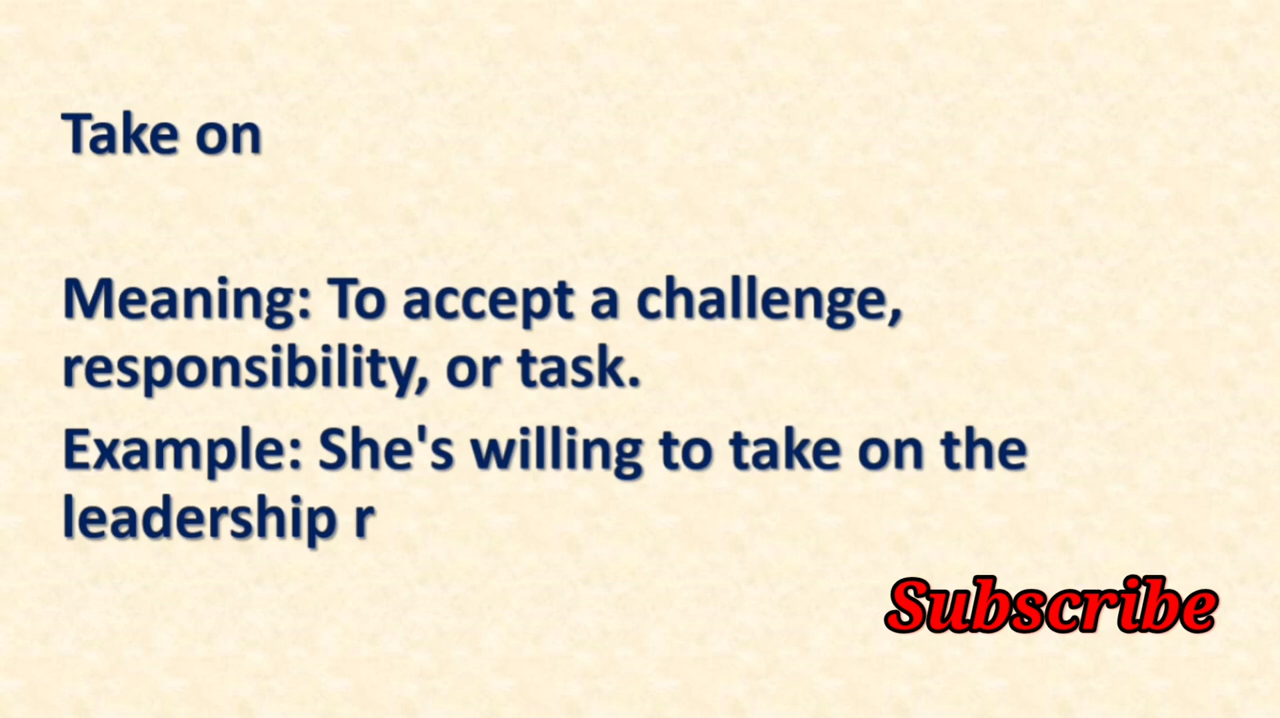 Take on
Meaning: To accept a challenge,
responsibility, or task.
Example: She's willing to take on the
leadership r
Subscribe